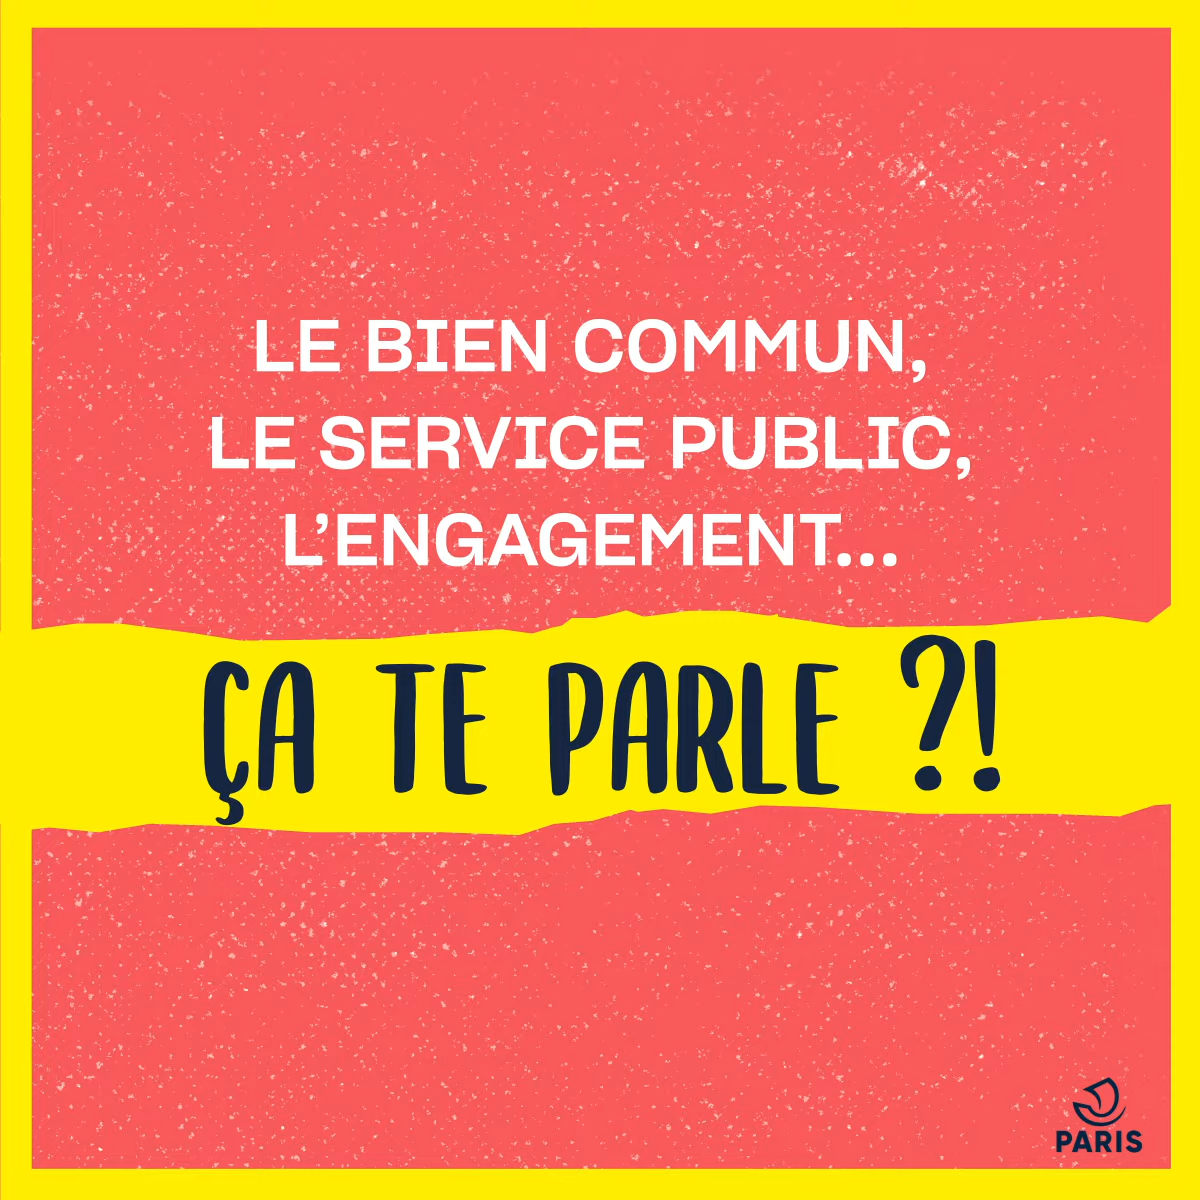 LE BIEN COMMUN,
LE SERVICE PUBLIC,
L’ENGAGEMENT...
ÇA TE PARLE ?!
PARIS